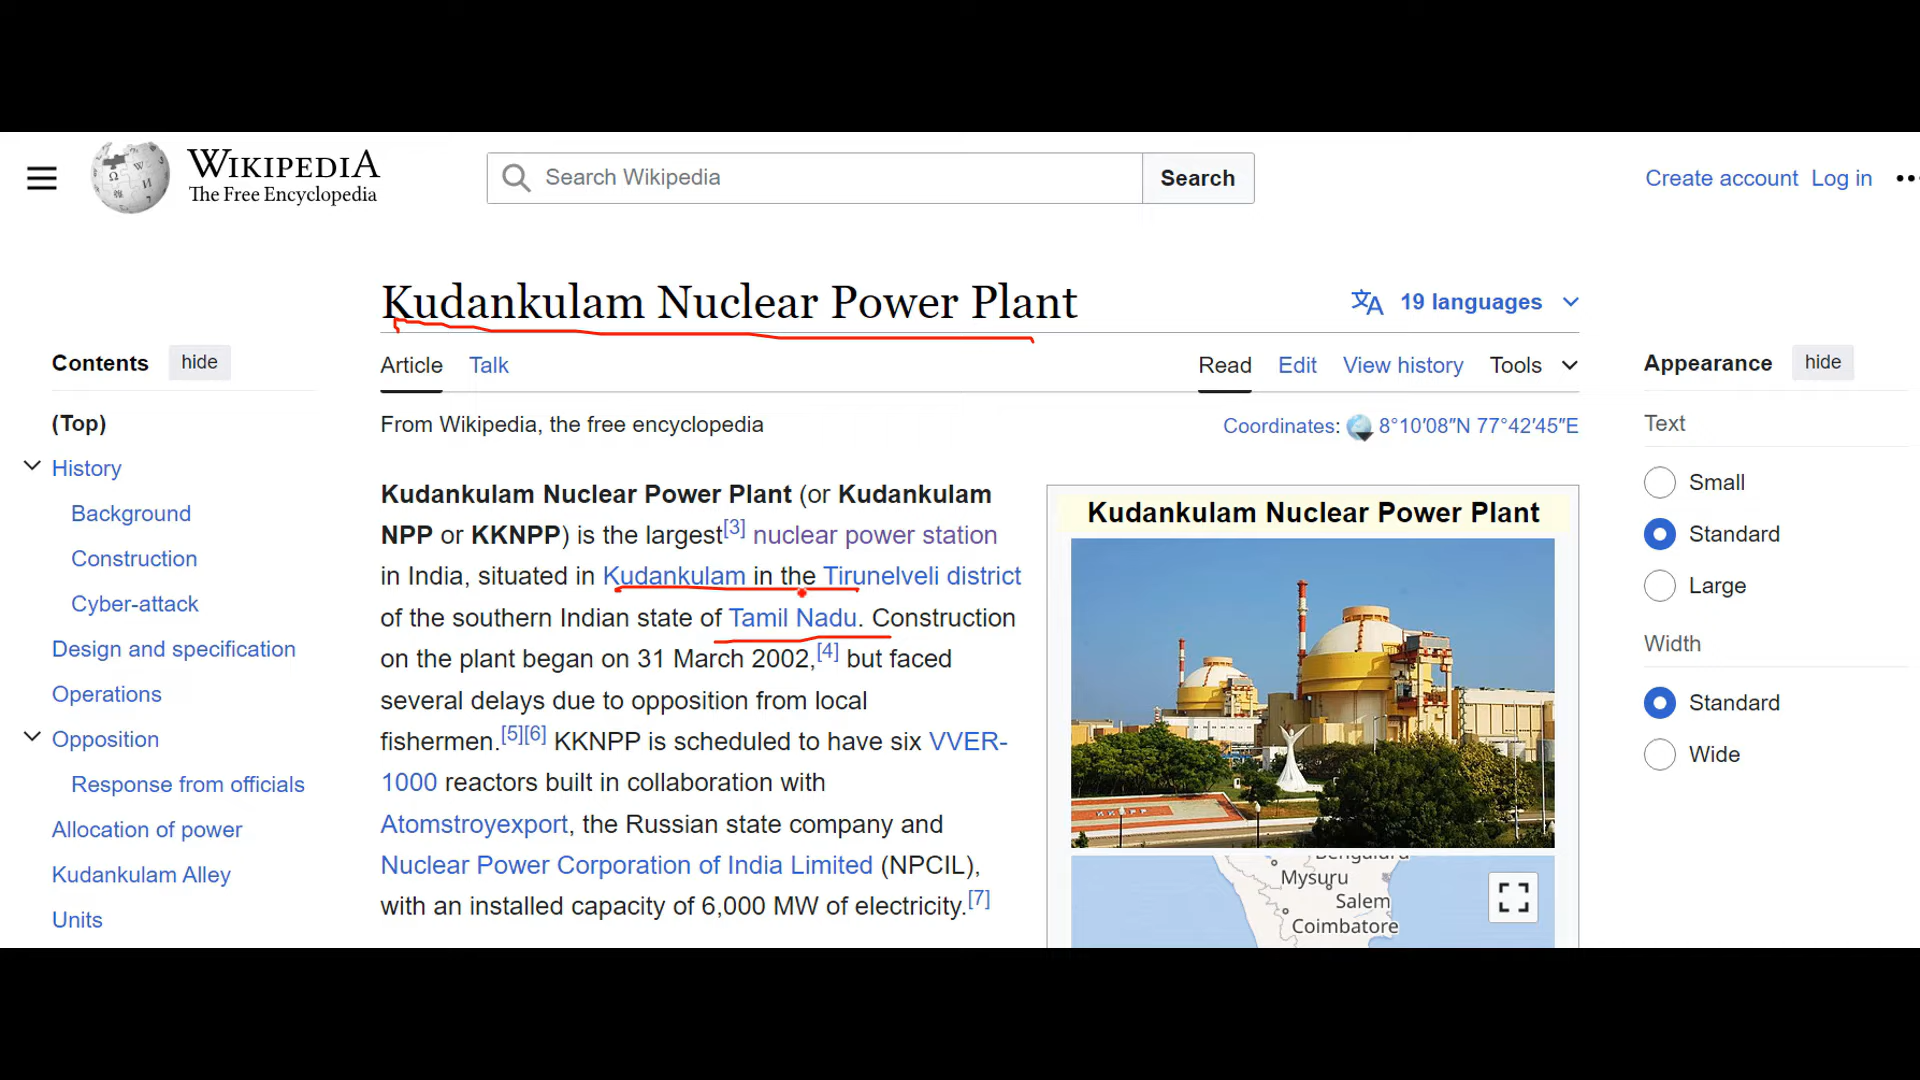 WIKIPEDIA
The Free Encyclopedia
Search Wikipedia
Search
Create account Log in
Kudankulam Nuclear Power Plant
19 languages
Contents hide
Article Talk
Read Edit View history Tools
Appearance hide
From Wikipedia, the free encyclopedia
Coordinates: 8°10′08″N 77°42′45″E
(Top)
History
Background
Construction
Cyber-attack
Design and specification
Operations
Opposition
Response from officials
Allocation of power
Kudankulam Alley
Units
Kudankulam Nuclear Power Plant (or Kudankulam
NPP or KKNPP) is the largest[3] nuclear power station
in India, situated in Kudankulam in the Tirunelveli district
of the southern Indian state of Tamil Nadu. Construction
on the plant began on 31 March 2002,[4] but faced
several delays due to opposition from local
fishermen.[5][6] KKNPP is scheduled to have six VVER-
1000 reactors built in collaboration with
Atomstroyexport, the Russian state company and
Nuclear Power Corporation of India Limited (NPCIL),
with an installed capacity of 6,000 MW of electricity.[7]
Kudankulam Nuclear Power Plant
Bengaluru
Mysuru
Salem
Coimbatore
Text
Small
Standard
Large
Width
Standard
Wide